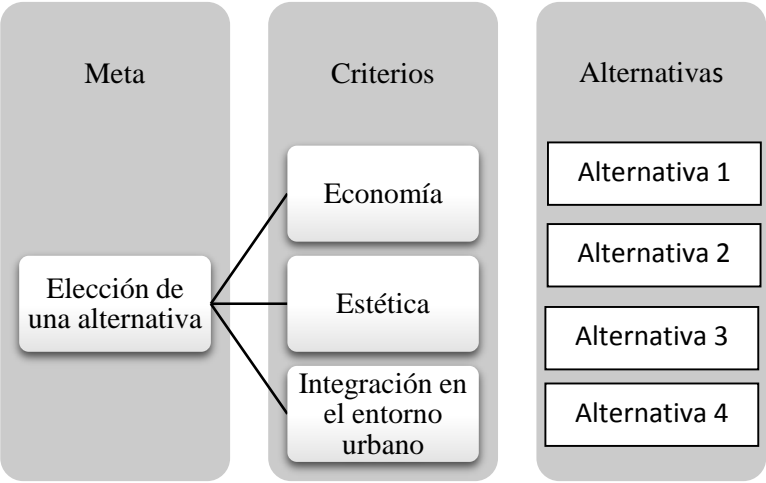 Meta
Criterios
Alternativas
Elección de
una alternativa
Economía
Estética
Integración en
el entorno
urbano
Alternativa 1
Alternativa 2
Alternativa 3
Alternativa 4